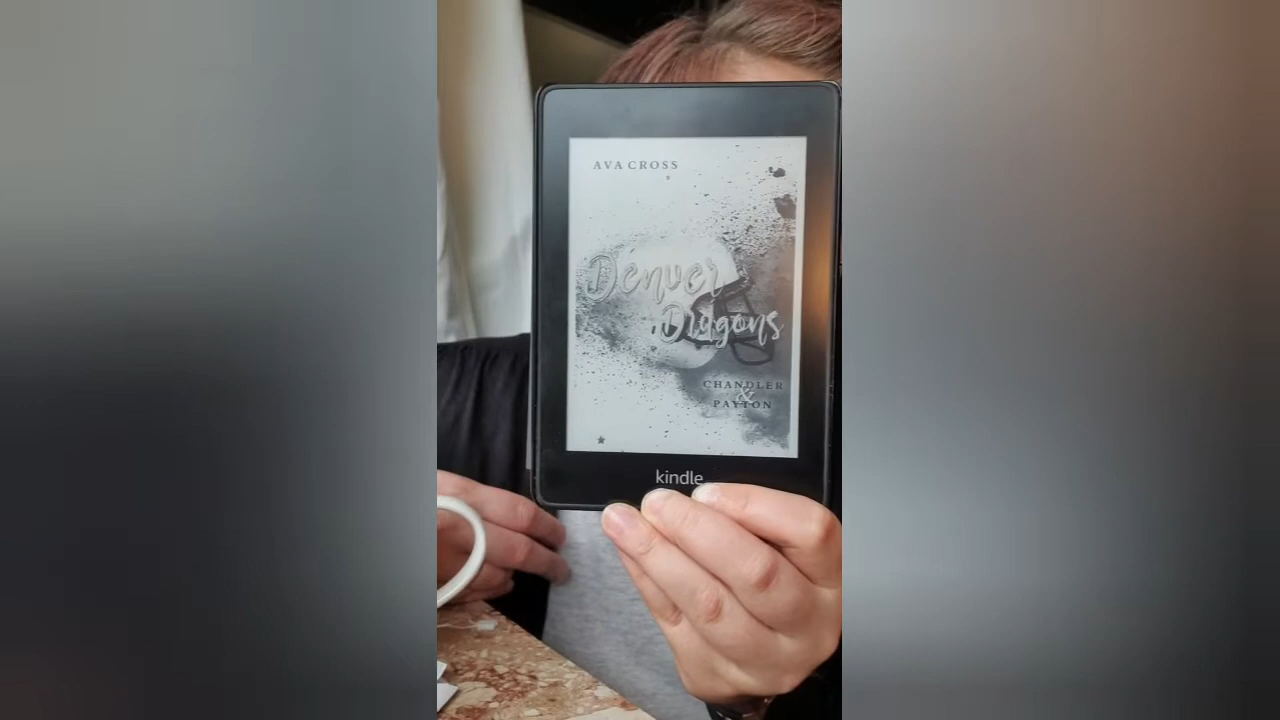 AVA CROSS
Denver
Dragons
CHANDLER
&
PAYTON
kindle